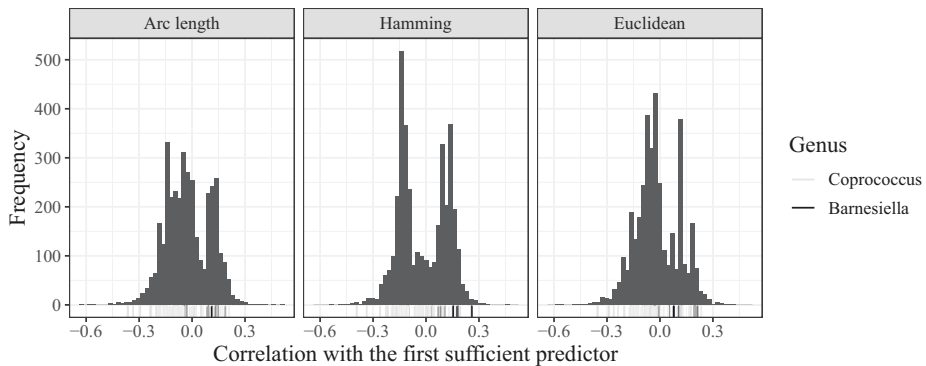 Arc length
Hamming
Euclidean
Frequency
500
400
300
200
100
0
−0.6 −0.3 0.0 0.3
−0.6 −0.3 0.0 0.3
−0.6 −0.3 0.0 0.3
Correlation with the first sufficient predictor
Genus
Coprococcus
Barnesiella